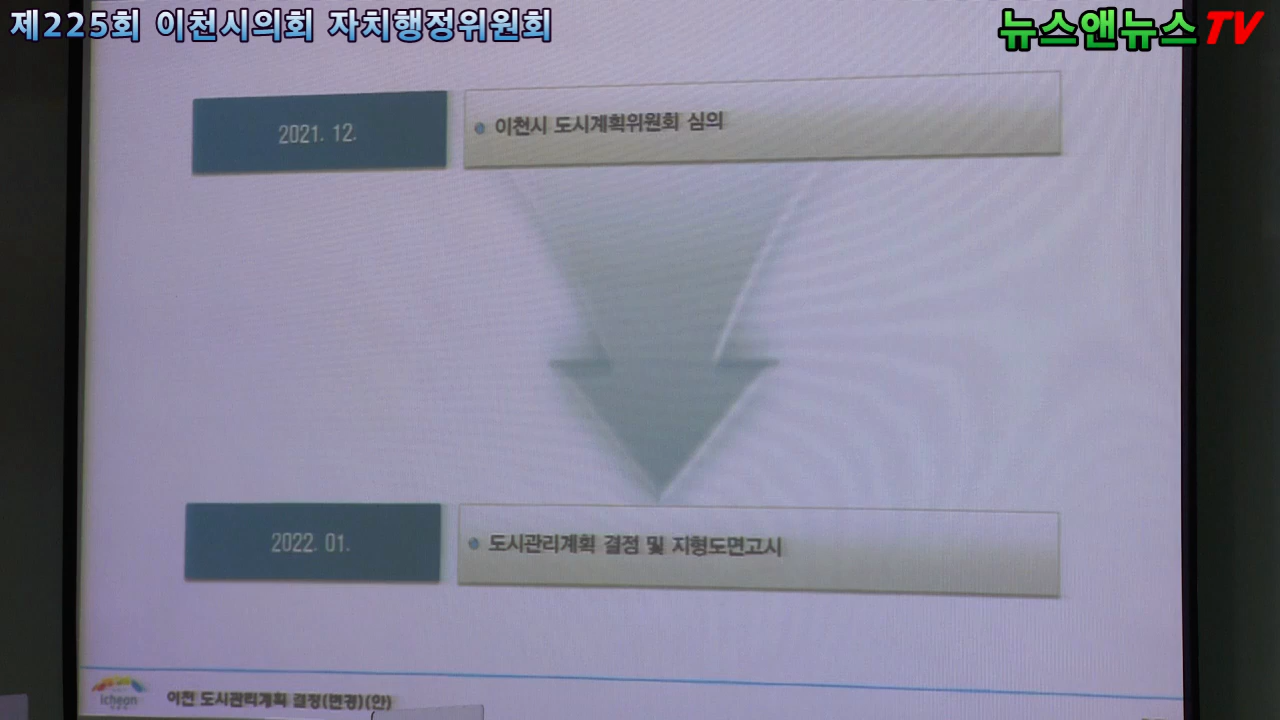 제225회 이천시의회 자치행정위원회
뉴스앤뉴스TV
2021. 12.
이천시 도시계획위원회 심의
2022. 01.
도시관리계획 결정 및 지형도면고시
icheon
이천 도시관리계획 결정(변경)(안)